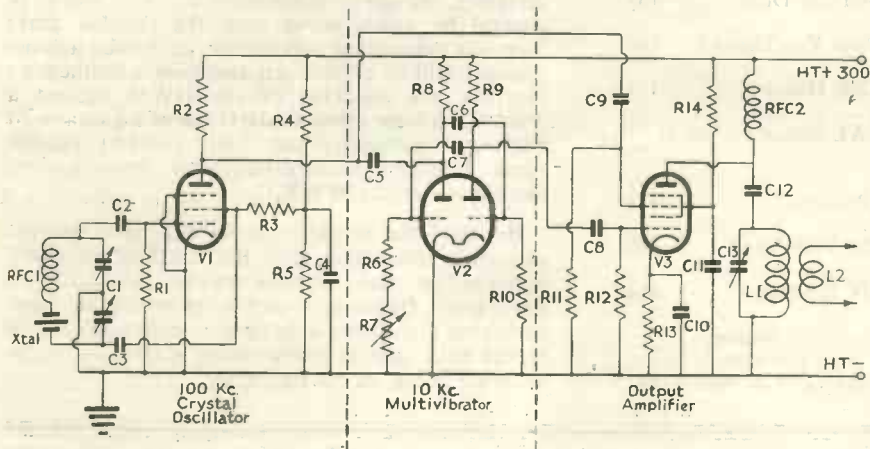 HT+ 300
R2
R4
R8
R9
C9
R14
RFC2
C6
C7
C5
C12
C2
R3
V1
V2
C8
V3
C11
C13
L1
L2
RFC1
C1
R1
R5
C4
R6
R7
R10
R11
R12
R13
C10
Xtal
C3
HT-
100 Kc.
Crystal
Oscillator
10 Kc.
Multivibrator
Output
Amplifier